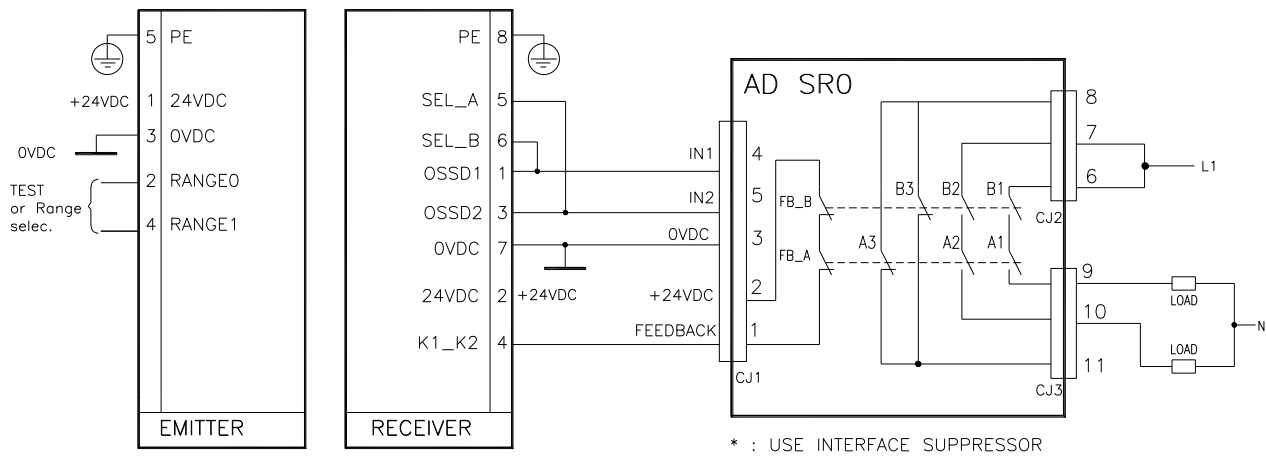 5 PE
+24VDC 1 24VDC
3 0VDC
0VDC
2 RANGE0
TEST
or Range
selec.
4 RANGE1
EMITTER
PE 8
SEL_A 5
SEL_B 6
OSSD1 1
OSSD2 3
0VDC 7
24VDC 2 +24VDC
K1_K2 4
RECEIVER
AD SR0
IN1 4
IN2 5
0VDC 3
+24VDC 2
FEEDBACK 1
CJ1
FB_B
B3 B2 B1
FB_A
A3 A2 A1
8
7
6
CJ2
L1
9
10
11
CJ3
LOAD
LOAD
N
* : USE INTERFACE SUPPRESSOR